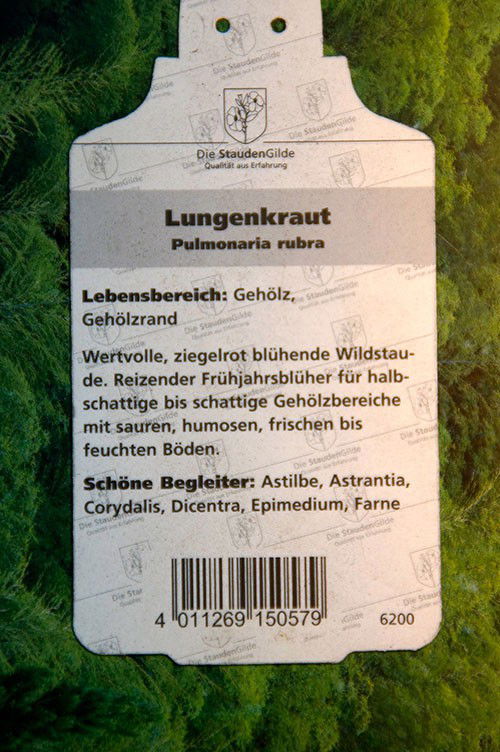 Die StaudenGilde
Qualität aus Erfahrung
Lungenkraut
Pulmonaria rubra
Lebensbereich: Gehölz,
Gehölzrand
Wertvolle, ziegelrot blühende Wildstau-
de. Reizender Frühjahrsblüher für halb-
schattige bis schattige Gehölzbereiche
mit sauren, humosen, frischen bis
feuchten Böden.
Schöne Begleiter: Astilbe, Astrantia,
Corydalis, Dicentra, Epimedium, Farne
4 011269 150579
6200